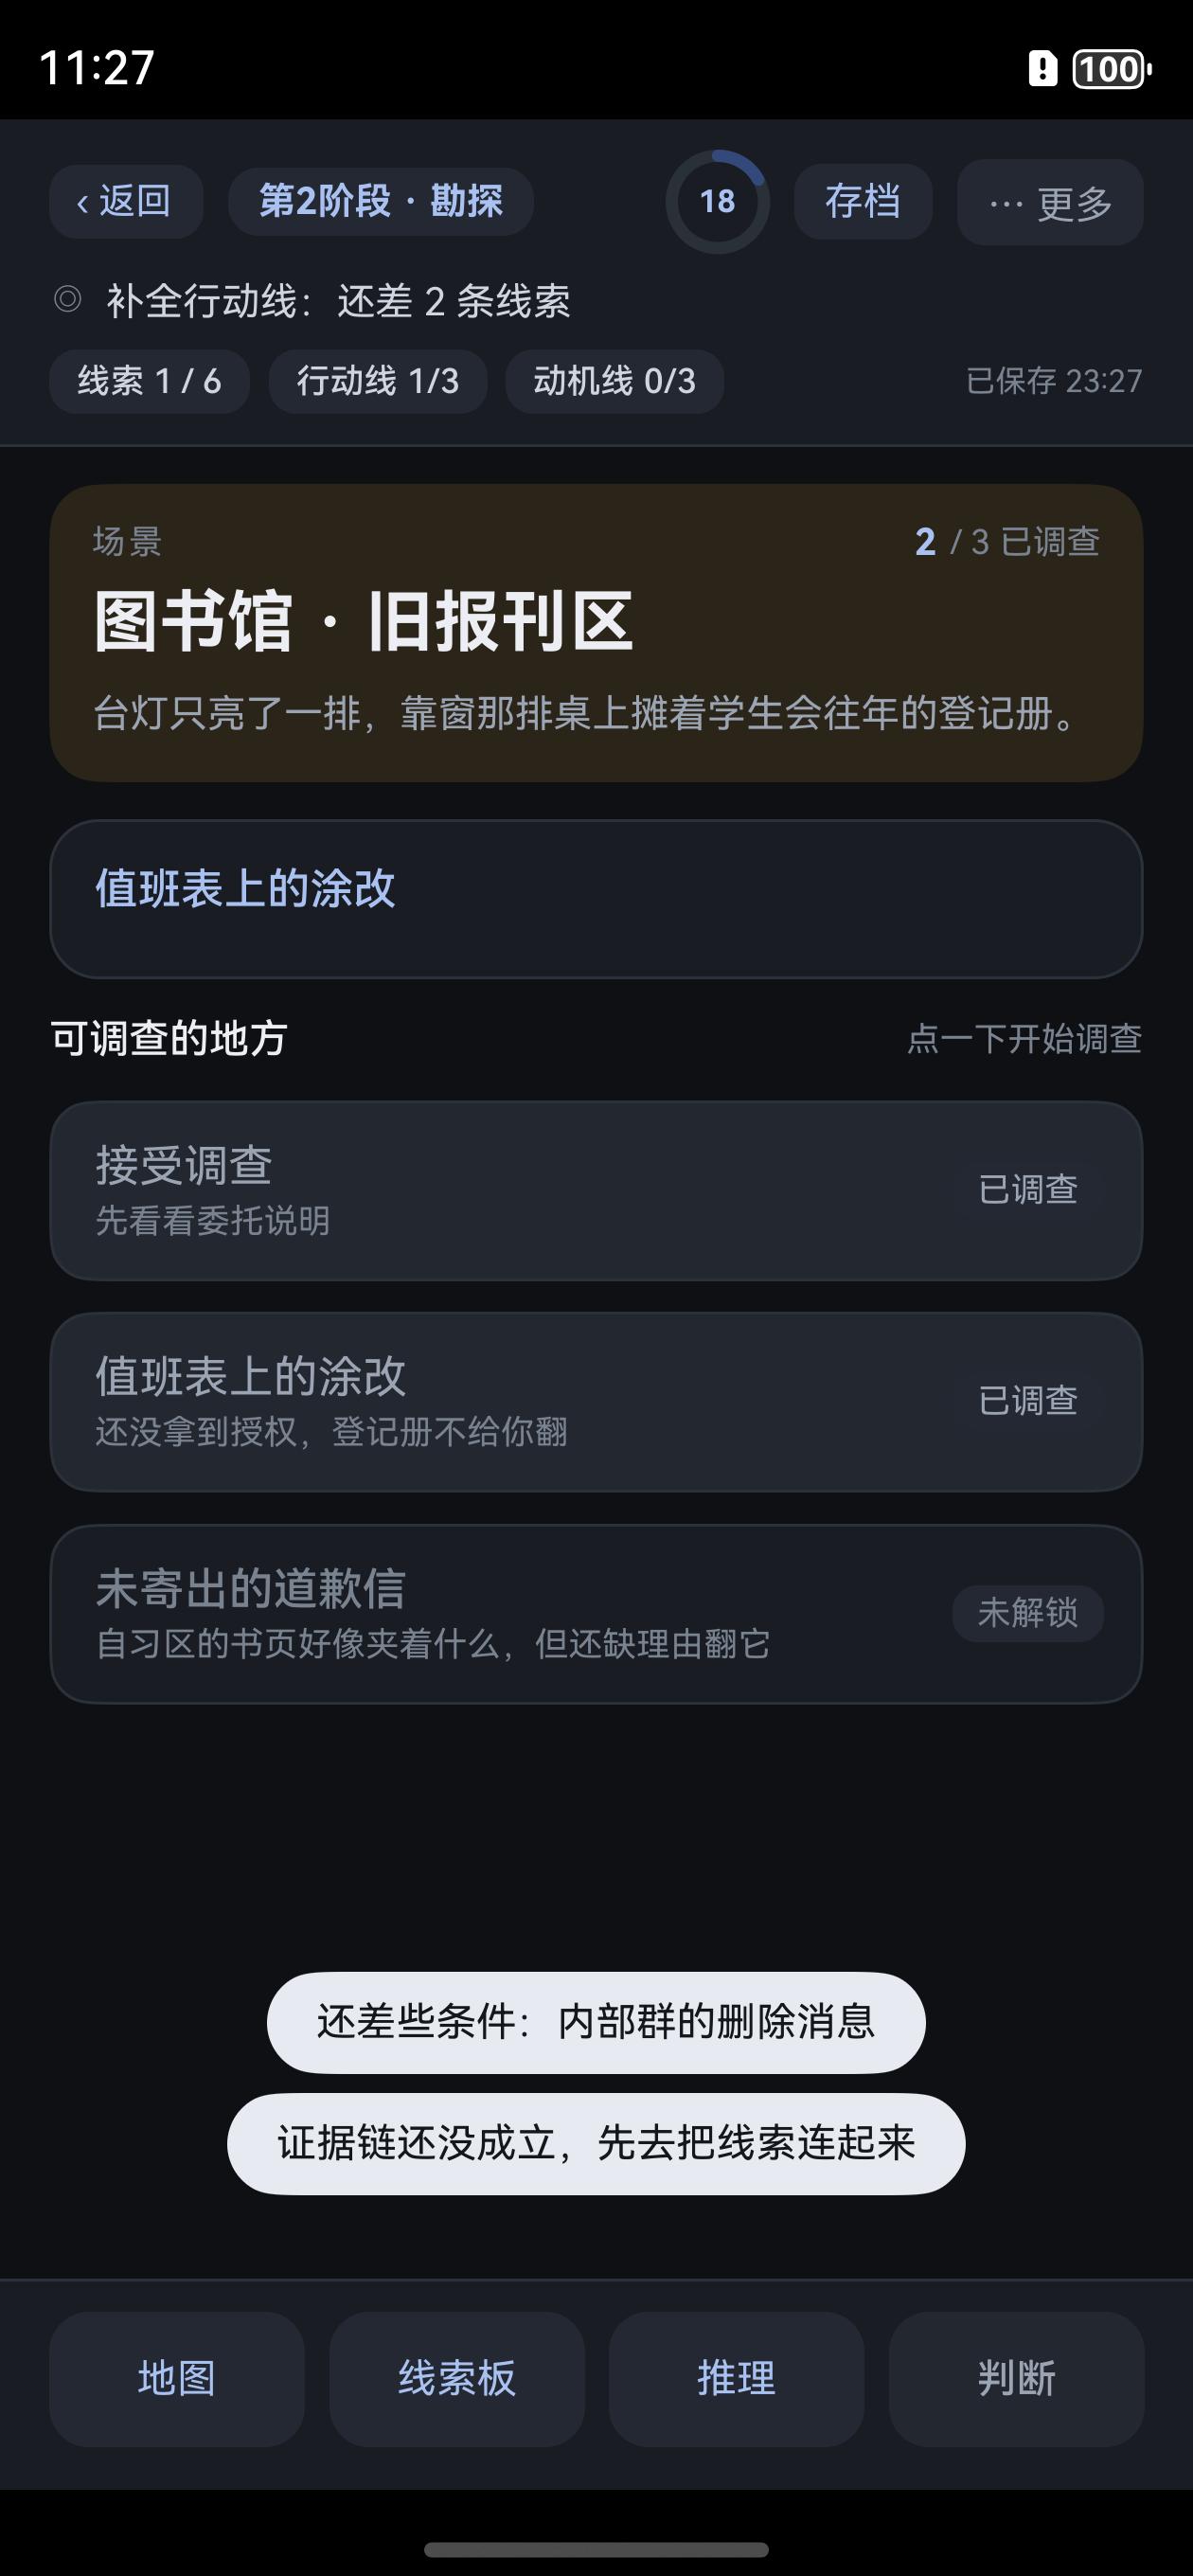 11:27
100
‹ 返回
第2阶段 · 勘探
18
存档
··· 更多
◎ 补全行动线：还差 2 条线索
线索 1 / 6
行动线 1/3
动机线 0/3
已保存 23:27
场景
2 / 3 已调查
图书馆 · 旧报刊区
台灯只亮了一排，靠窗那排桌上摊着学生会往年的登记册。
值班表上的涂改
可调查的地方
点一下开始调查
接受调查
先看看委托说明
已调查
值班表上的涂改
还没拿到授权，登记册不给你翻
已调查
未寄出的道歉信
自习区的书页好像夹着什么，但还缺理由翻它
未解锁
还差些条件：内部群的删除消息
证据链还没成立，先去把线索连起来
地图
线索板
推理
判断